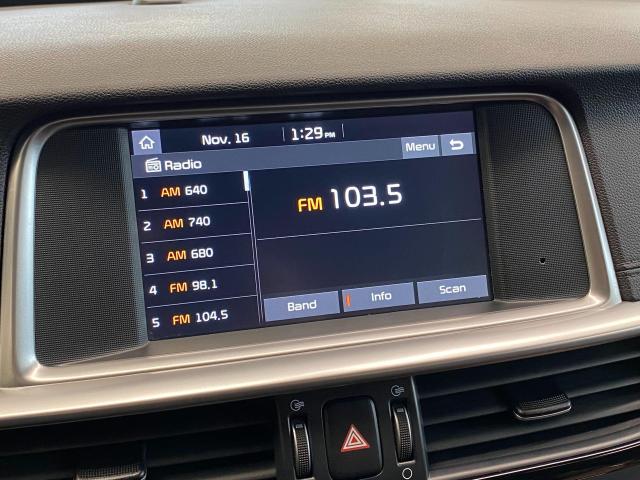 Nov. 16 1:29 PM
Radio Menu
1 AM 640
2 AM 740
3 AM 680
4 FM 98.1
5 FM 104.5
FM 103.5
Band Info Scan